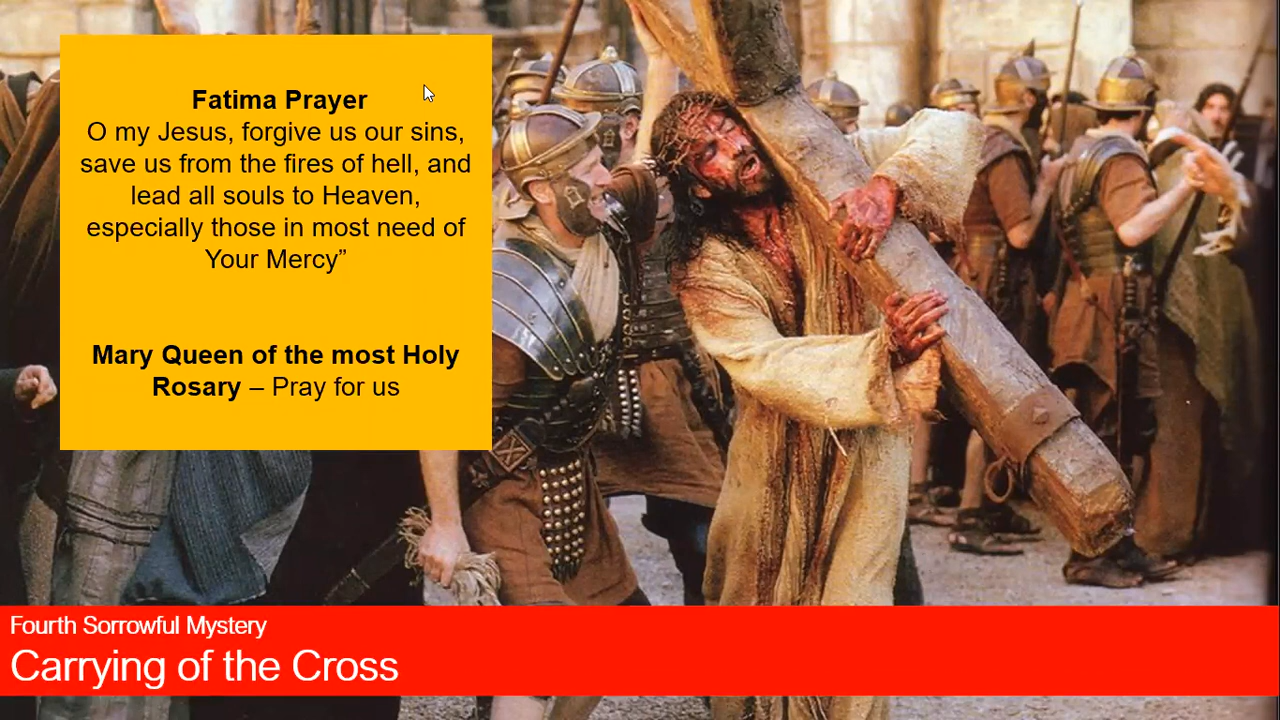 Fatima Prayer
O my Jesus, forgive us our sins,
save us from the fires of hell, and
lead all souls to Heaven,
especially those in most need of
Your Mercy”
Mary Queen of the most Holy
Rosary – Pray for us
Fourth Sorrowful Mystery
Carrying of the Cross